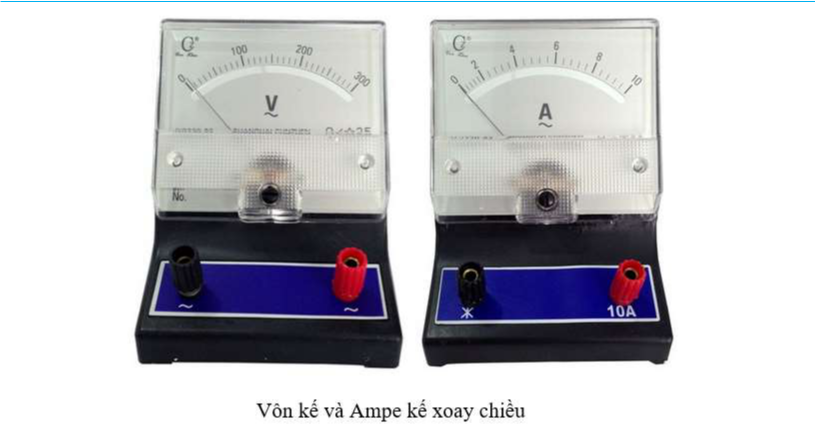 0 100 200 300
V
~
No.
~ ~
0 2 4 6 8 10
A
~
10A
Vôn kế và Ampe kế xoay chiều